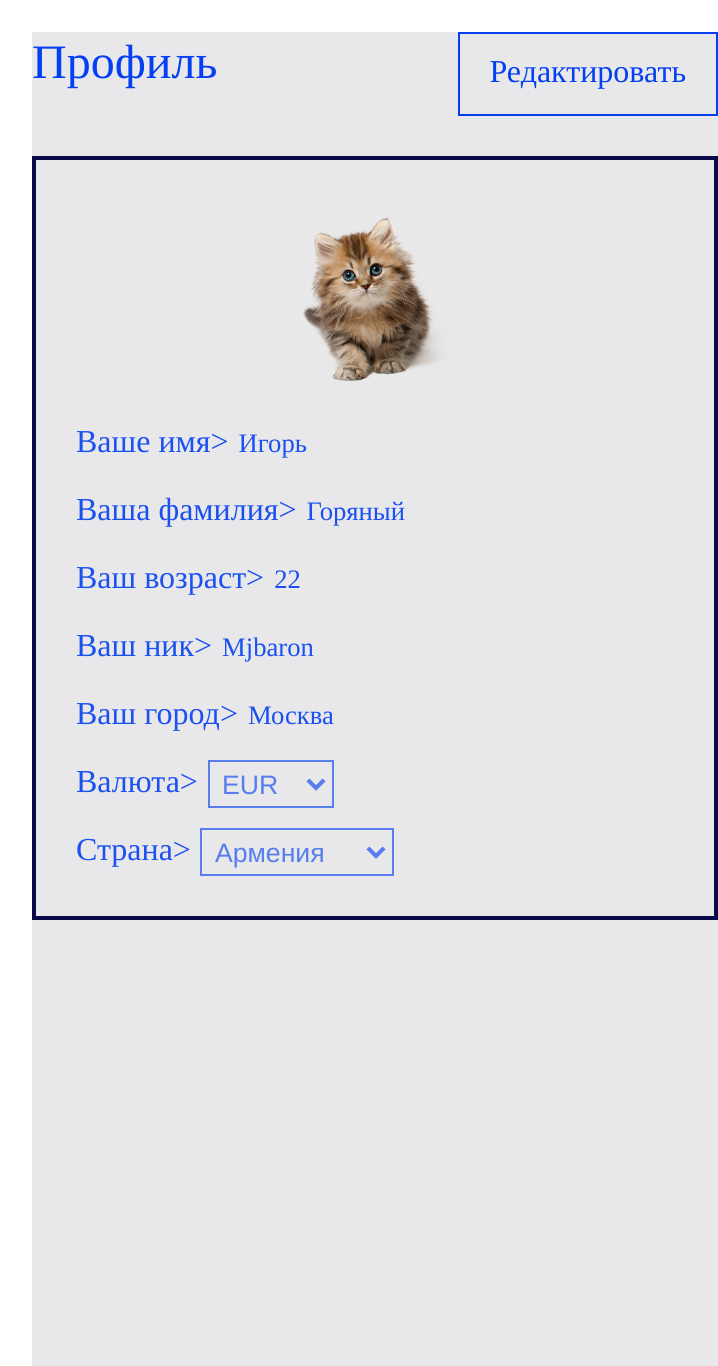 Профиль
Редактировать
Ваше имя> Игорь
Ваша фамилия> Горяный
Ваш возраст> 22
Ваш ник> Mjbaron
Ваш город> Москва
Валюта> EUR
Страна> Армения